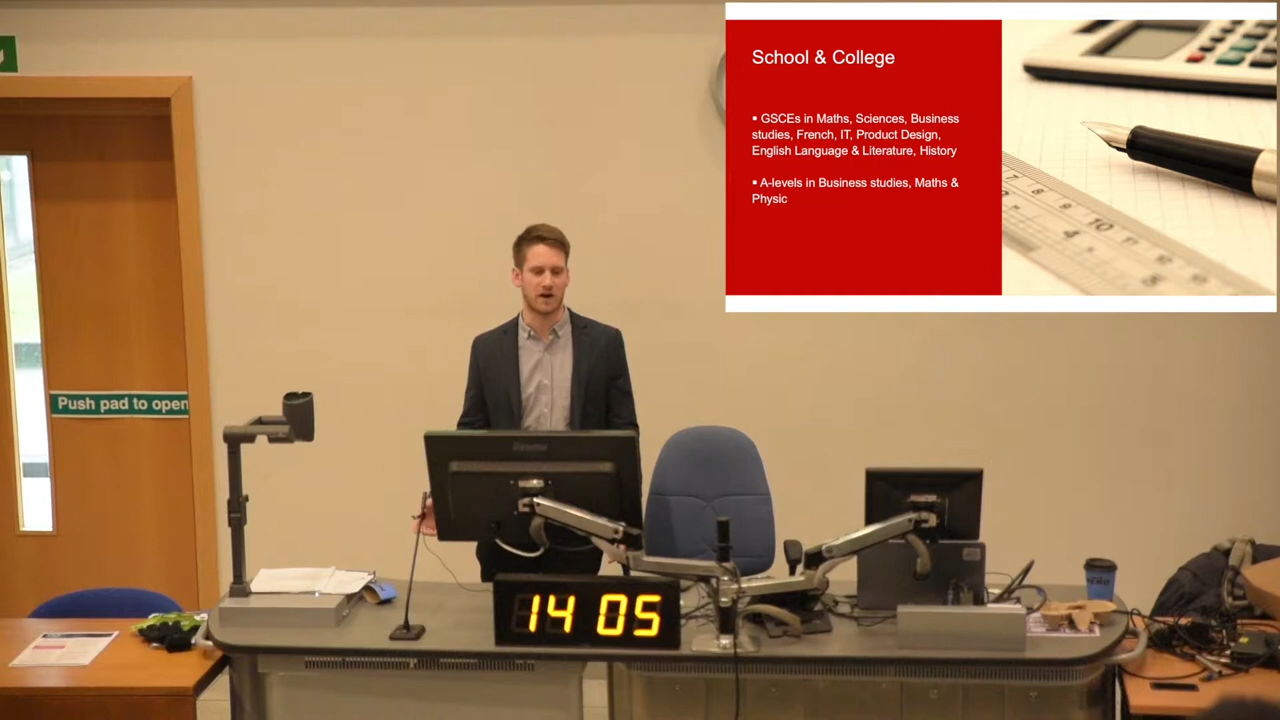 School & College
▪ GSCEs in Maths, Sciences, Business
studies, French, IT, Product Design,
English Language & Literature, History
▪ A-levels in Business studies, Maths &
Physic
Push pad to open
14 05